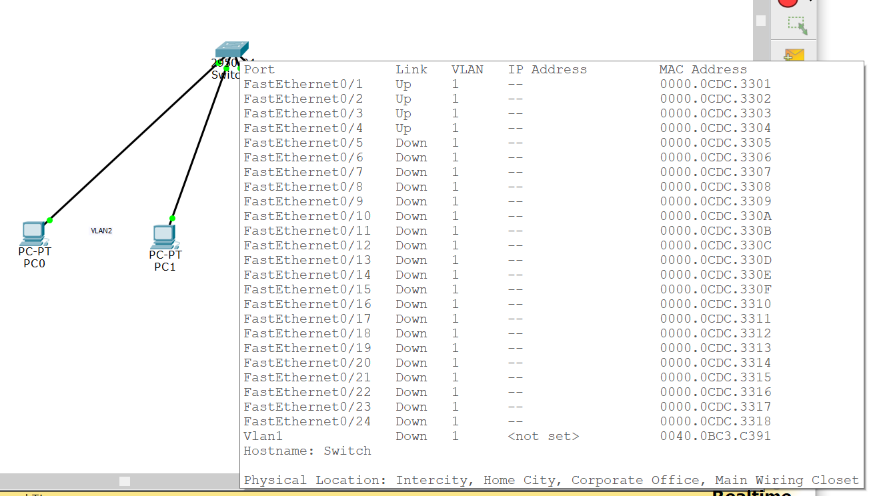 Port Link VLAN IP Address MAC Address
FastEthernet0/1 Up 1 -- 0000.0CDC.3301
FastEthernet0/2 Up 1 -- 0000.0CDC.3302
FastEthernet0/3 Up 1 -- 0000.0CDC.3303
FastEthernet0/4 Up 1 -- 0000.0CDC.3304
FastEthernet0/5 Down 1 -- 0000.0CDC.3305
FastEthernet0/6 Down 1 -- 0000.0CDC.3306
FastEthernet0/7 Down 1 -- 0000.0CDC.3307
FastEthernet0/8 Down 1 -- 0000.0CDC.3308
FastEthernet0/9 Down 1 -- 0000.0CDC.3309
FastEthernet0/10 Down 1 -- 0000.0CDC.330A
FastEthernet0/11 Down 1 -- 0000.0CDC.330B
FastEthernet0/12 Down 1 -- 0000.0CDC.330C
FastEthernet0/13 Down 1 -- 0000.0CDC.330D
FastEthernet0/14 Down 1 -- 0000.0CDC.330E
FastEthernet0/15 Down 1 -- 0000.0CDC.330F
FastEthernet0/16 Down 1 -- 0000.0CDC.3310
FastEthernet0/17 Down 1 -- 0000.0CDC.3311
FastEthernet0/18 Down 1 -- 0000.0CDC.3312
FastEthernet0/19 Down 1 -- 0000.0CDC.3313
FastEthernet0/20 Down 1 -- 0000.0CDC.3314
FastEthernet0/21 Down 1 -- 0000.0CDC.3315
FastEthernet0/22 Down 1 -- 0000.0CDC.3316
FastEthernet0/23 Down 1 -- 0000.0CDC.3317
FastEthernet0/24 Down 1 -- 0000.0CDC.3318
Vlan1 Down 1 <not set> 0040.0BC3.C391
Hostname: Switch
Physical Location: Intercity, Home City, Corporate Office, Main Wiring Closet
VLAN2
PC-PT
PC0
PC-PT
PC1
Realtime